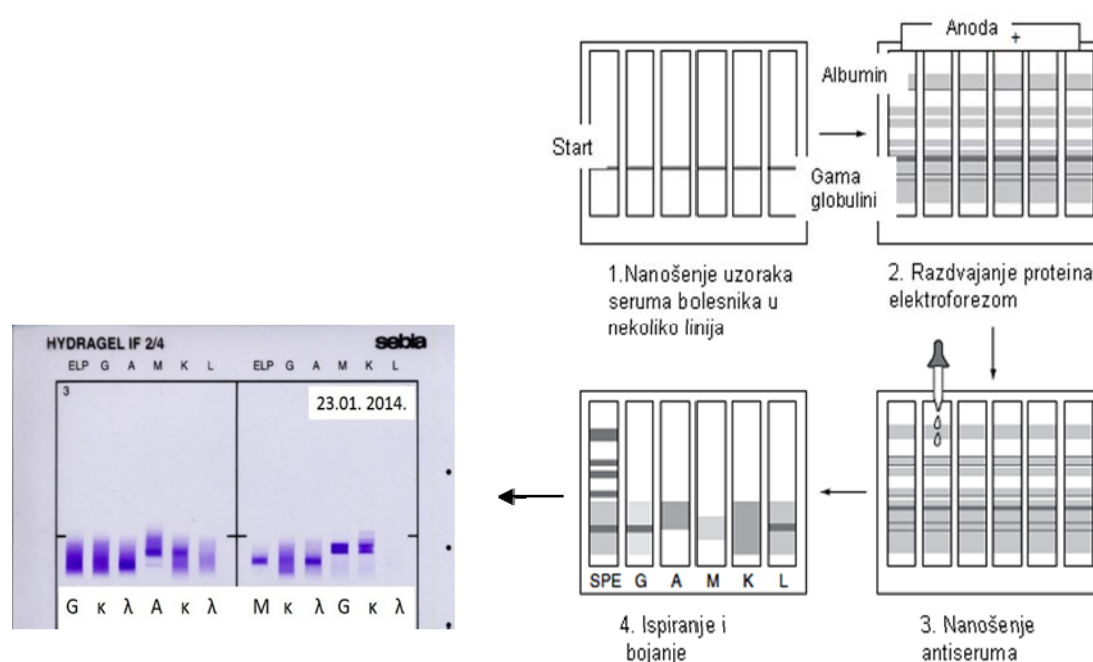 Anoda
+
Albumin
Start
Gama
globulini
1.Nanošenje uzoraka
seruma bolesnika u
nekoliko linija
2. Razdvajanje proteina
elektroforezom
HYDRAGEL IF 2/4
sebia
ELP G A M K L ELP G A M K L
3
23.01. 2014.
G κ λ A κ λ M κ λ G κ λ
SPE G A M K L
4. Ispiranje i
bojanje
3. Nanošenje
antiseruma